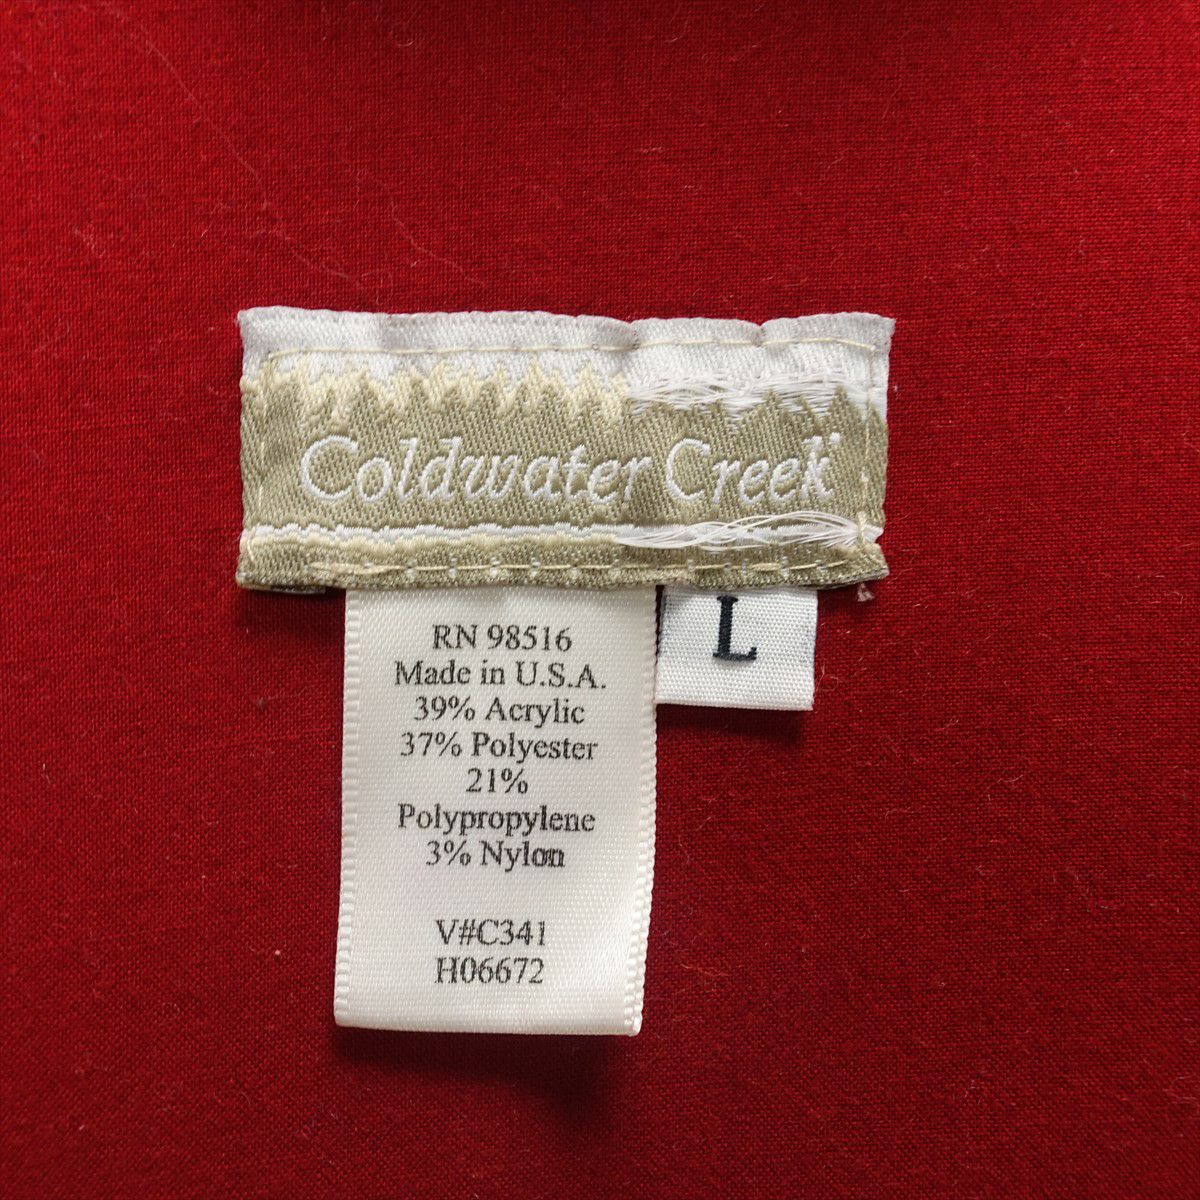 Coldwater Creek
L
RN 98516
Made in U.S.A.
39% Acrylic
37% Polyester
21%
Polypropylene
3% Nylon
V#C341
H06672